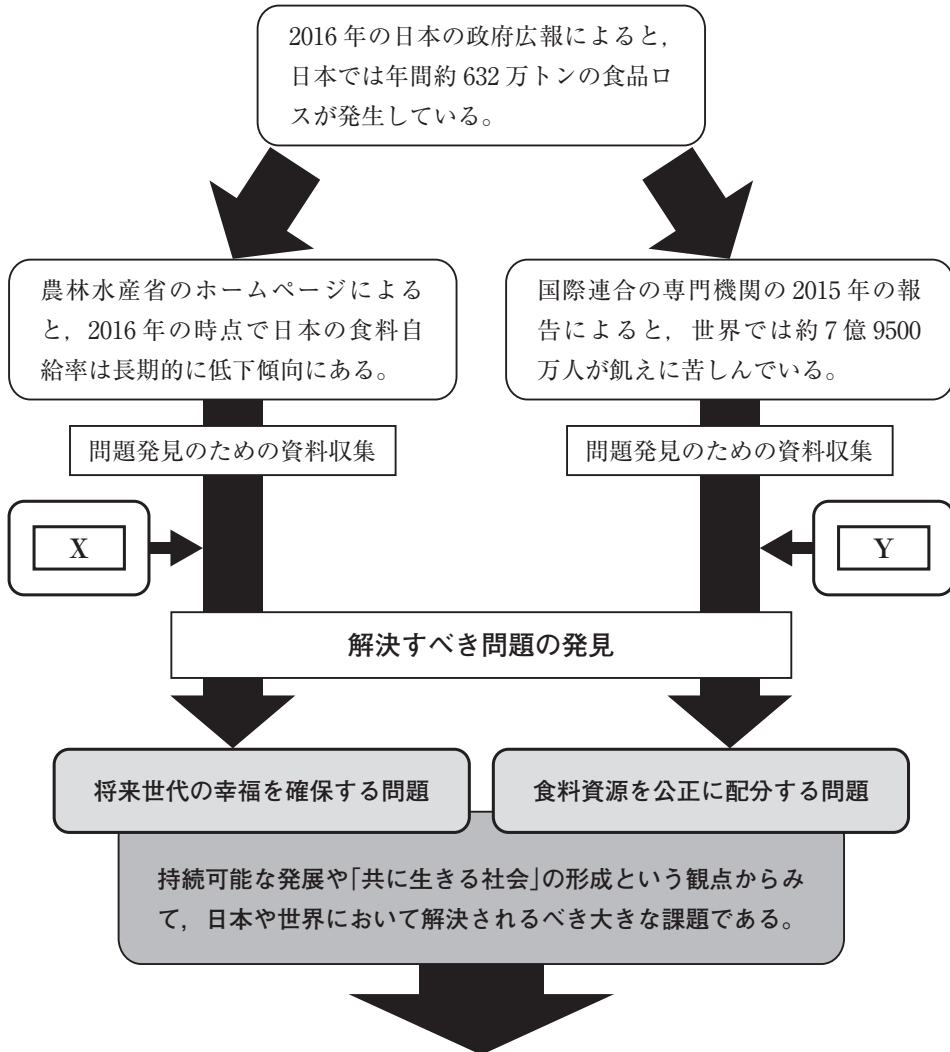 2016 年の日本の政府広報によると,
日本では年間約 632 万トンの食品ロ
スが発生している。
農林水産省のホームページによる
と, 2016 年の時点で日本の食料自
給率は長期的に低下傾向にある。
国際連合の専門機関の 2015 年の報
告によると, 世界では約 7 億 9500
万人が飢えに苦しんでいる。
問題発見のための資料収集
問題発見のための資料収集
X
Y
解決すべき問題の発見
将来世代の幸福を確保する問題
食料資源を公正に配分する問題
持続可能な発展や「共に生きる社会」の形成という観点からみ
て, 日本や世界において解決されるべき大きな課題である。